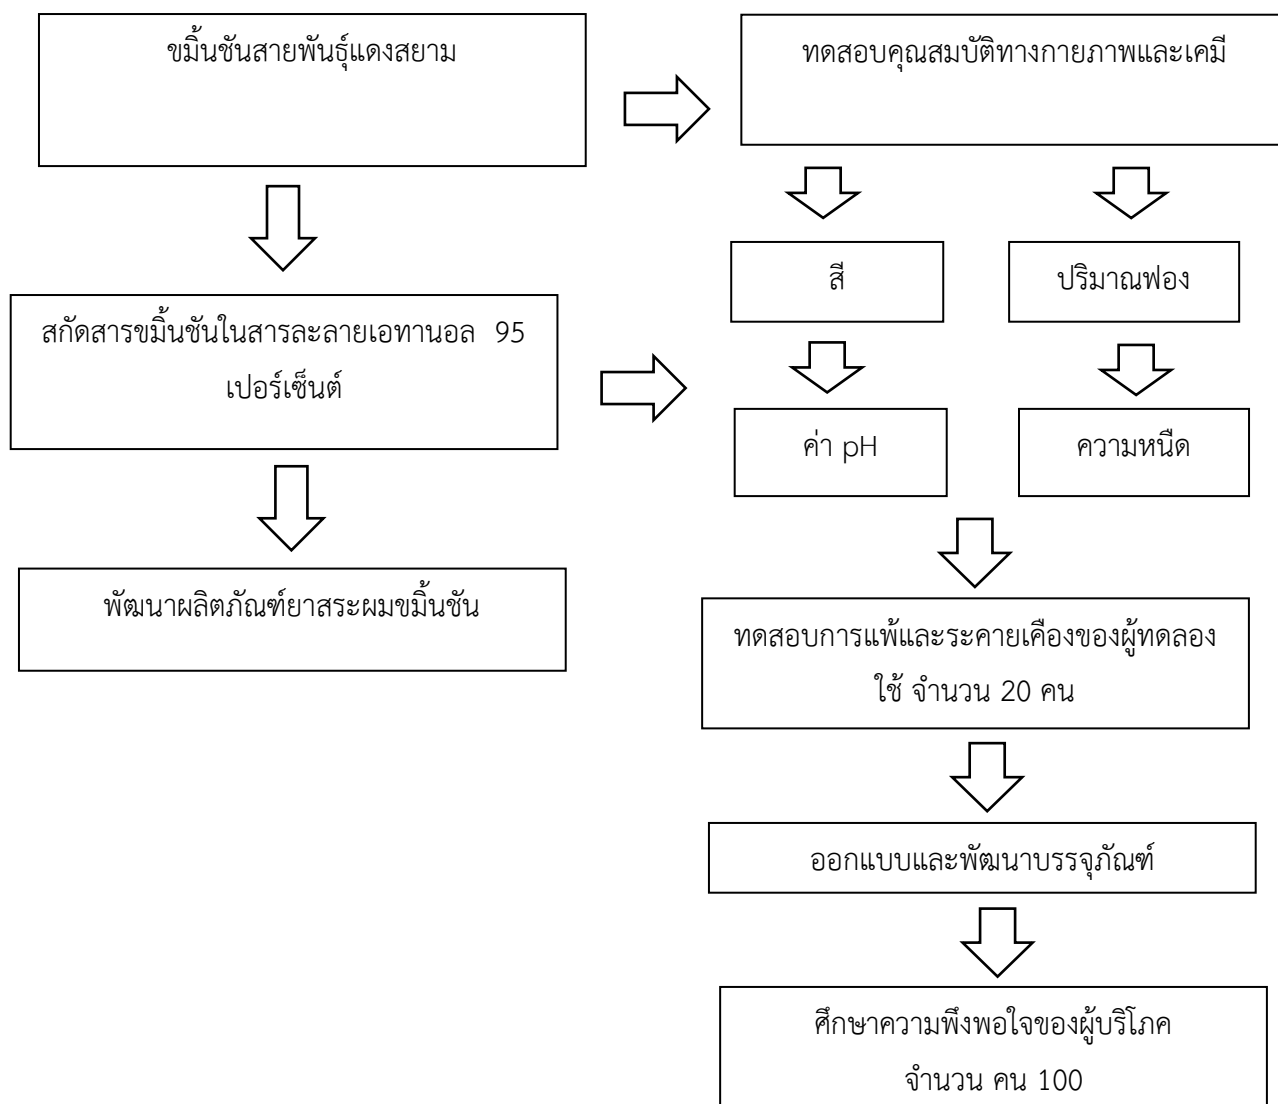 ขมิ้นชันสายพันธุ์แดงสยาม
ทดสอบคุณสมบัติทางกายภาพและเคมี
สี
ปริมาณฟอง
สกัดสารขมิ้นชันในสารละลายเอทานอล 95
เปอร์เซ็นต์
ค่า pH
ความหนืด
พัฒนาผลิตภัณฑ์ยาสระผมขมิ้นชัน
ทดสอบการแพ้และระคายเคืองของผู้ทดลอง
ใช้ จำนวน 20 คน
ออกแบบและพัฒนาบรรจุภัณฑ์
ศึกษาความพึงพอใจของผู้บริโภค
จำนวน คน 100